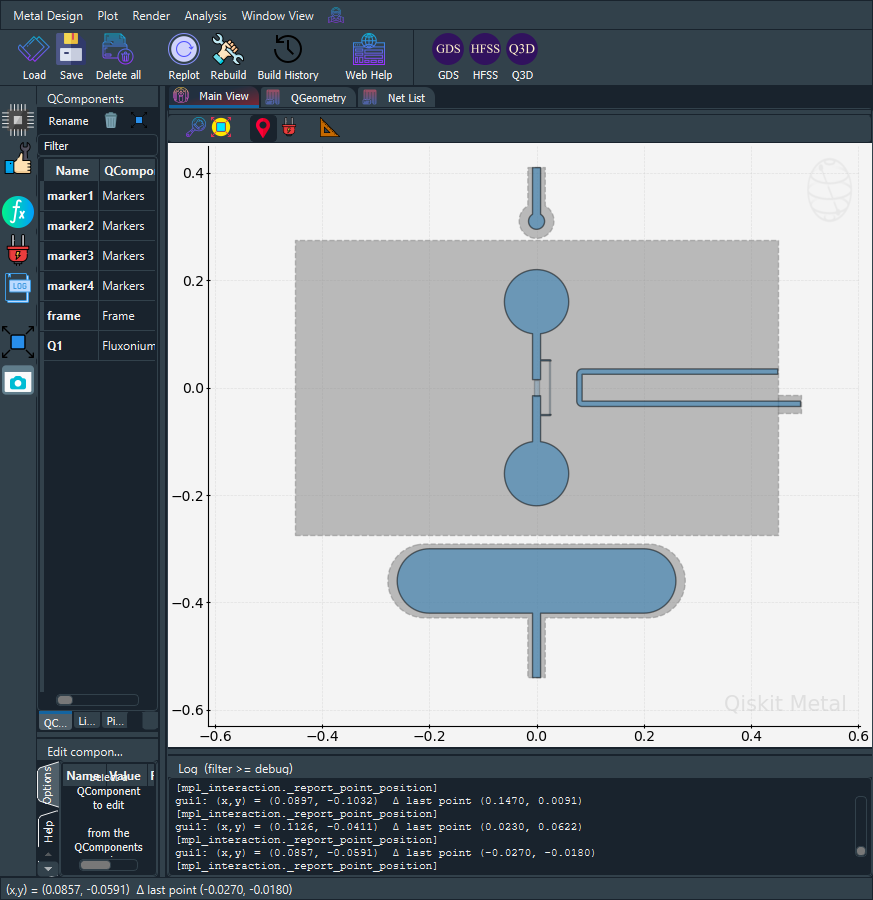 Metal Design Plot Render Analysis Window View
GDS HFSS Q3D
Load Save Delete all Replot Rebuild Build History Web Help GDS HFSS Q3D
QComponents
Main View QGeometry Net List
Rename
Filter
Name QCompo
marker1 Markers
marker2 Markers
marker3 Markers
marker4 Markers
frame Frame
Q1 Fluxonium
fx
LOG
0.4
0.2
0.0
−0.2
−0.4
−0.6
−0.6 −0.4 −0.2 0.0 0.2 0.4 0.6
Qiskit Metal
QC... Li... Pi...
Edit compon...
Options
Help
Name Value F
Select a
QComponent
to edit
from the
QComponents
Log (filter >= debug)
[mpl_interaction._report_point_position]
gui1: (x,y) = (0.0897, -0.1032) Δ last point (0.1470, 0.0091)
[mpl_interaction._report_point_position]
gui1: (x,y) = (0.1126, -0.0411) Δ last point (0.0230, 0.0622)
[mpl_interaction._report_point_position]
gui1: (x,y) = (0.0857, -0.0591) Δ last point (-0.0270, -0.0180)
[mpl_interaction._report_point_position]
(x,y) = (0.0857, -0.0591) Δ last point (-0.0270, -0.0180)